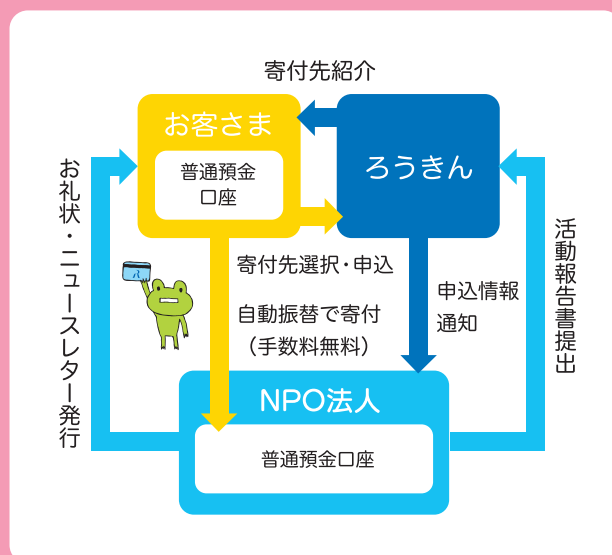 寄付先紹介
お客さま
普通預金
口座
ろうきん
寄付先選択・申込
自動振替で寄付
（手数料無料）
申込情報
通知
お礼状・ニュースレター発行
活動報告書提出
NPO法人
普通預金口座